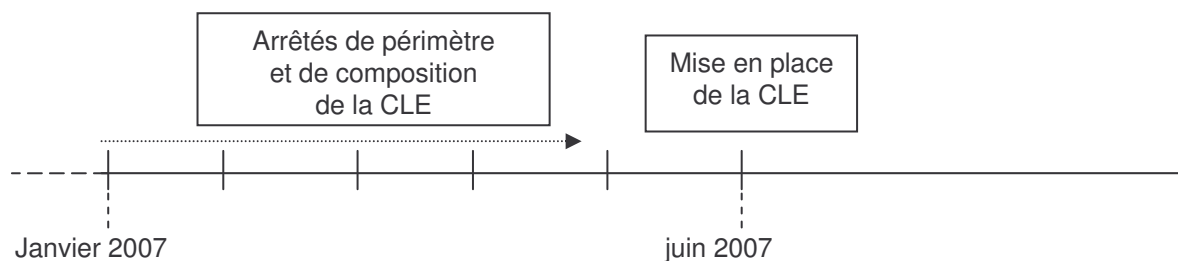 Arrêtés de périmètre
et de composition
de la CLE
Mise en place
de la CLE
Janvier 2007
juin 2007